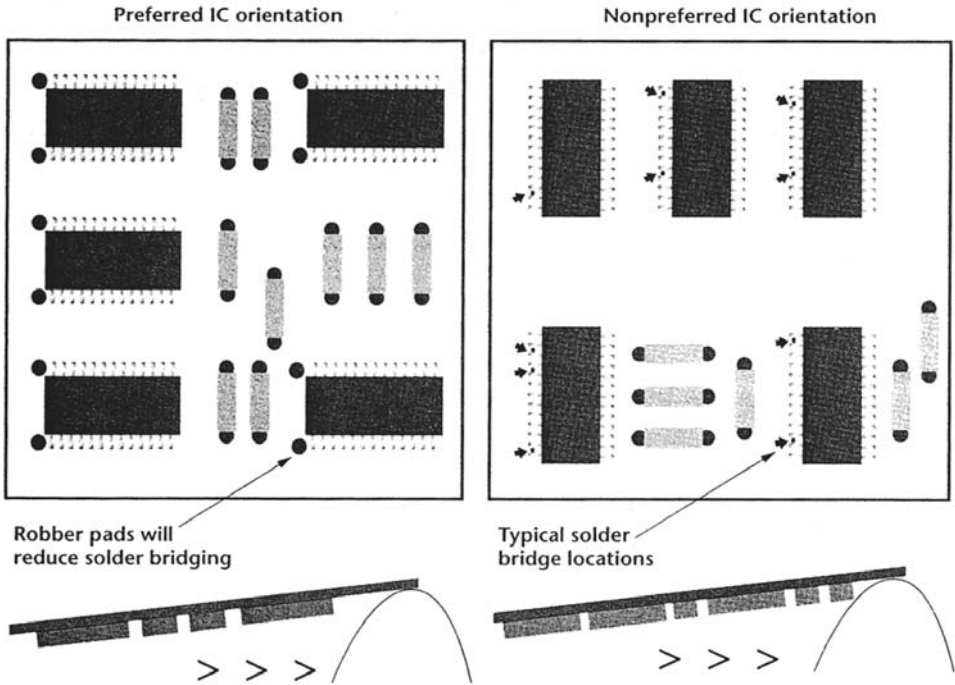 Preferred IC orientation
Nonpreferred IC orientation
Robber pads will
reduce solder bridging
Typical solder
bridge locations
> > >
> > >